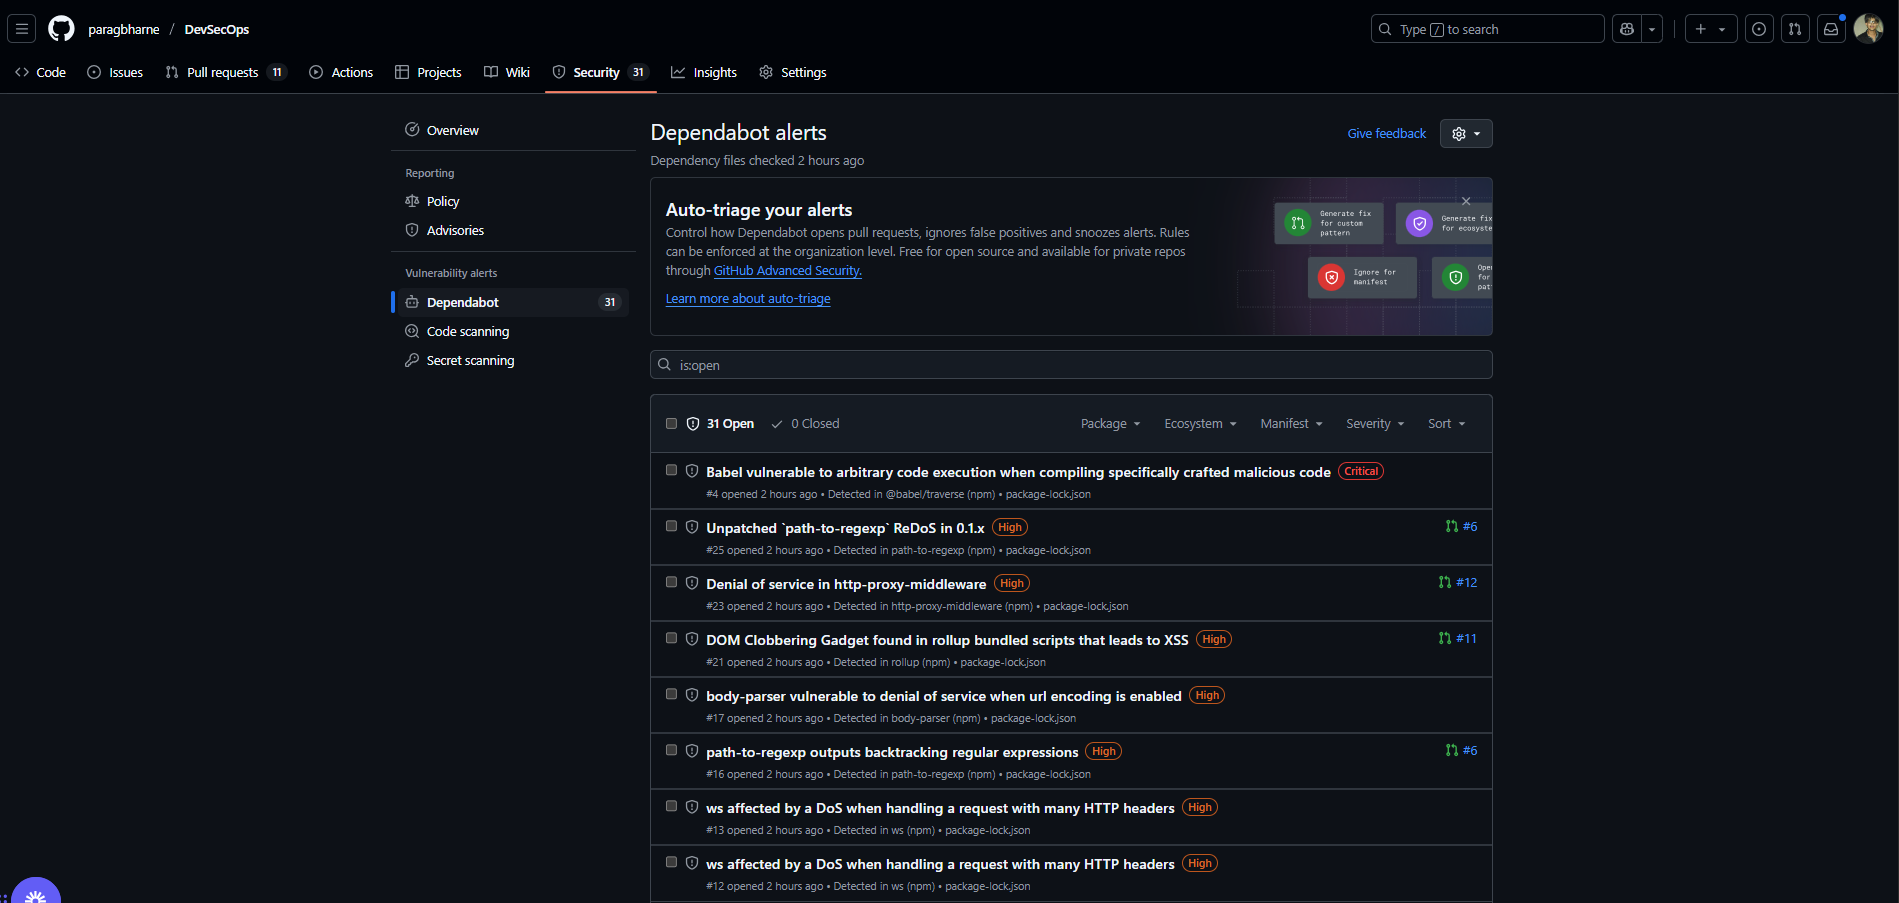 paragbharne / DevSecOps
Type / to search
Code
Issues
Pull requests 11
Actions
Projects
Wiki
Security 31
Insights
Settings
Overview
Reporting
Policy
Advisories
Vulnerability alerts
Dependabot 31
Code scanning
Secret scanning
Dependabot alerts
Give feedback
Dependency files checked 2 hours ago
Auto-triage your alerts
Control how Dependabot opens pull requests, ignores false positives and snoozes alerts. Rules
can be enforced at the organization level. Free for open source and available for private repos
through GitHub Advanced Security.
Learn more about auto-triage
Generate fix
for custom
pattern
Generate fix
for ecosyste
Ignore for
manifest
Open
for
pat
is:open
31 Open
0 Closed
Package
Ecosystem
Manifest
Severity
Sort
Babel vulnerable to arbitrary code execution when compiling specifically crafted malicious code Critical
#4 opened 2 hours ago • Detected in @babel/traverse (npm) • package-lock.json
Unpatched `path-to-regexp` ReDoS in 0.1.x High #6
#25 opened 2 hours ago • Detected in path-to-regexp (npm) • package-lock.json
Denial of service in http-proxy-middleware High #12
#23 opened 2 hours ago • Detected in http-proxy-middleware (npm) • package-lock.json
DOM Clobbering Gadget found in rollup bundled scripts that leads to XSS High #11
#21 opened 2 hours ago • Detected in rollup (npm) • package-lock.json
body-parser vulnerable to denial of service when url encoding is enabled High
#17 opened 2 hours ago • Detected in body-parser (npm) • package-lock.json
path-to-regexp outputs backtracking regular expressions High #6
#16 opened 2 hours ago • Detected in path-to-regexp (npm) • package-lock.json
ws affected by a DoS when handling a request with many HTTP headers High
#13 opened 2 hours ago • Detected in ws (npm) • package-lock.json
ws affected by a DoS when handling a request with many HTTP headers High
#12 opened 2 hours ago • Detected in ws (npm) • package-lock.json